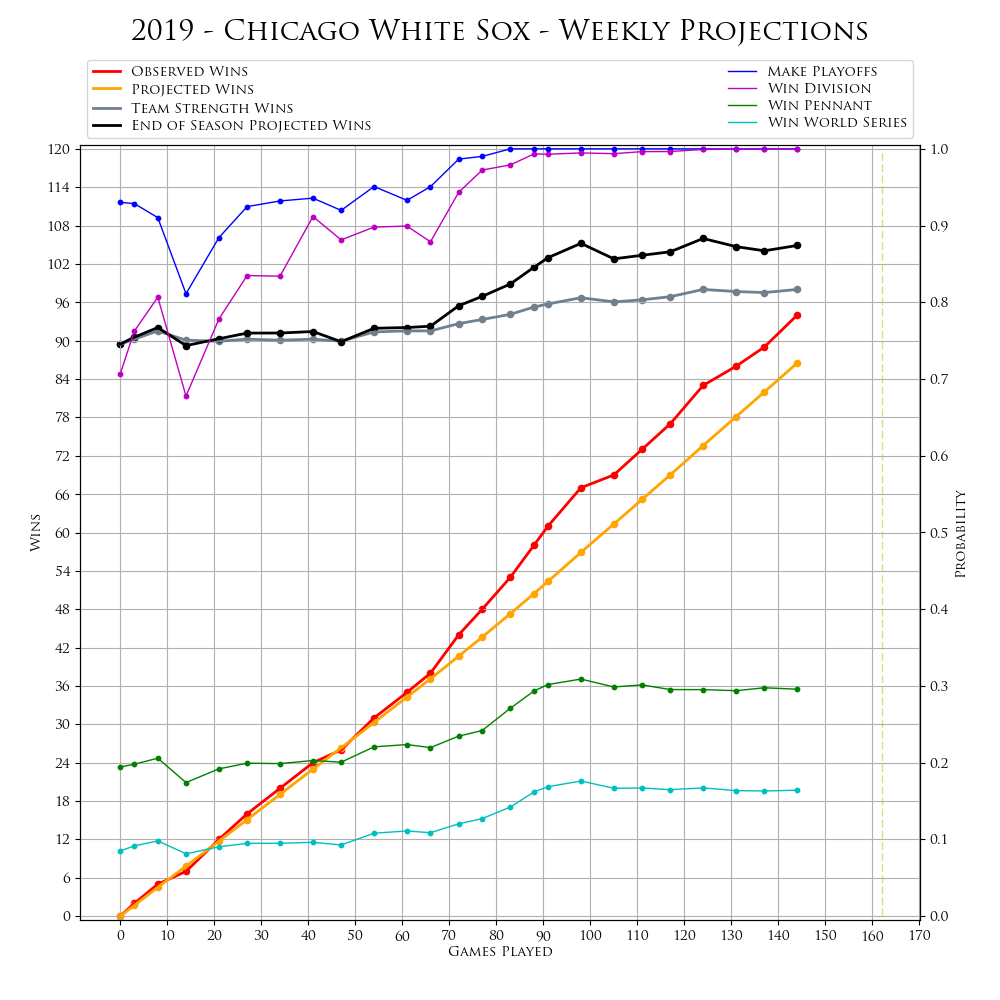 2019 - Chicago White Sox - Weekly Projections
Observed Wins
Projected Wins
Team Strength Wins
End of Season Projected Wins
Make Playoffs
Win Division
Win Pennant
Win World Series
120
114
108
102
96
90
84
78
72
66
60
54
48
42
36
30
24
18
12
6
0
Wins
1.0
0.9
0.8
0.7
0.6
0.5
0.4
0.3
0.2
0.1
0.0
Probability
0 10 20 30 40 50 60 70 80 90 100 110 120 130 140 150 160 170
Games Played